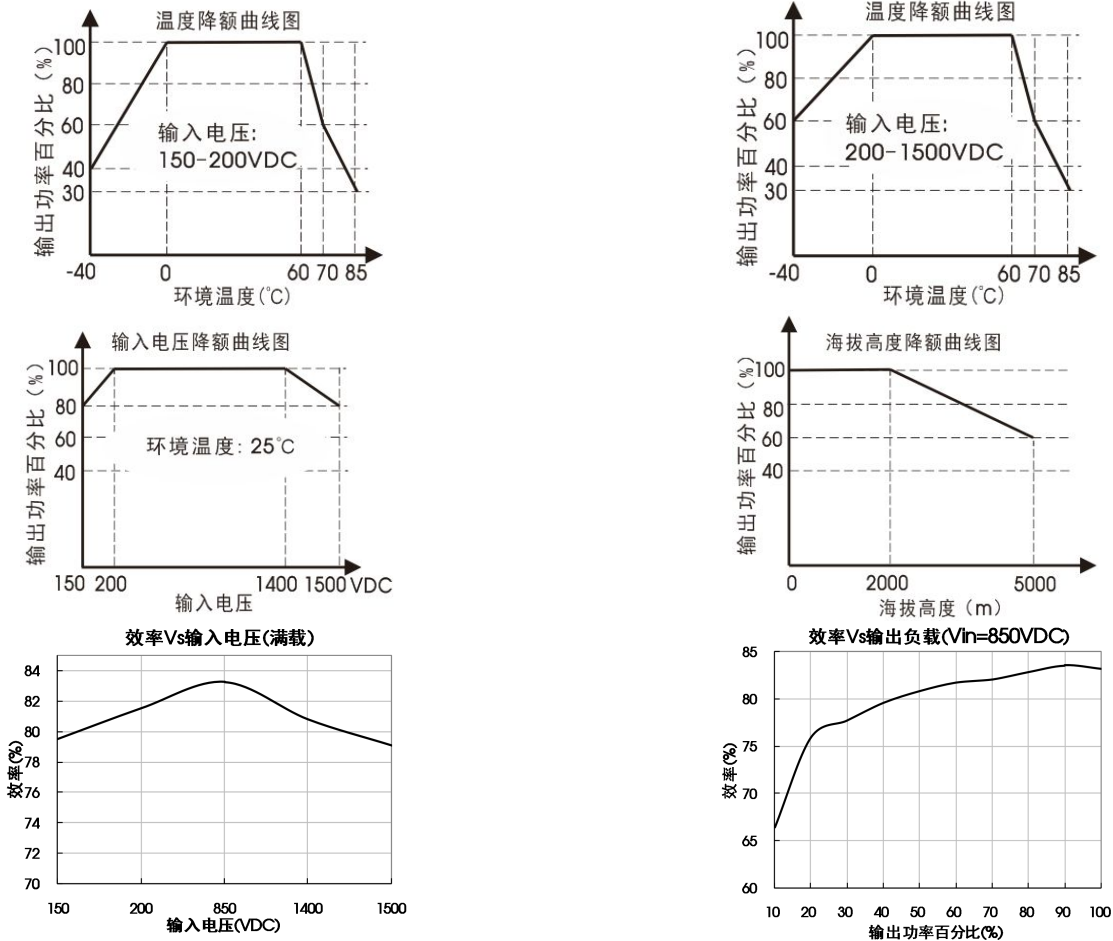 温度降额曲线图
输出功率百分比（%）
100
80
60
40
30
输入电压:
150-200VDC
-40 0 60 70 85
环境温度(℃)
温度降额曲线图
输出功率百分比（%）
100
80
60
40
30
输入电压:
200-1500VDC
-40 0 60 70 85
环境温度(℃)
输入电压降额曲线图
输出功率百分比（%）
100
80
60
40
环境温度: 25℃
150 200 1400 1500 VDC
输入电压
海拔高度降额曲线图
输出功率百分比（%）
100
80
60
40
0 2000 5000
海拔高度（m）
效率Vs输入电压(满载)
效率(%)
84
82
80
78
76
74
72
70
150 200 850 1400 1500
输入电压(VDC)
效率Vs输出负载(Vin=850VDC)
效率(%)
85
80
75
70
65
60
10 20 30 40 50 60 70 80 90 100
输出功率百分比(%)